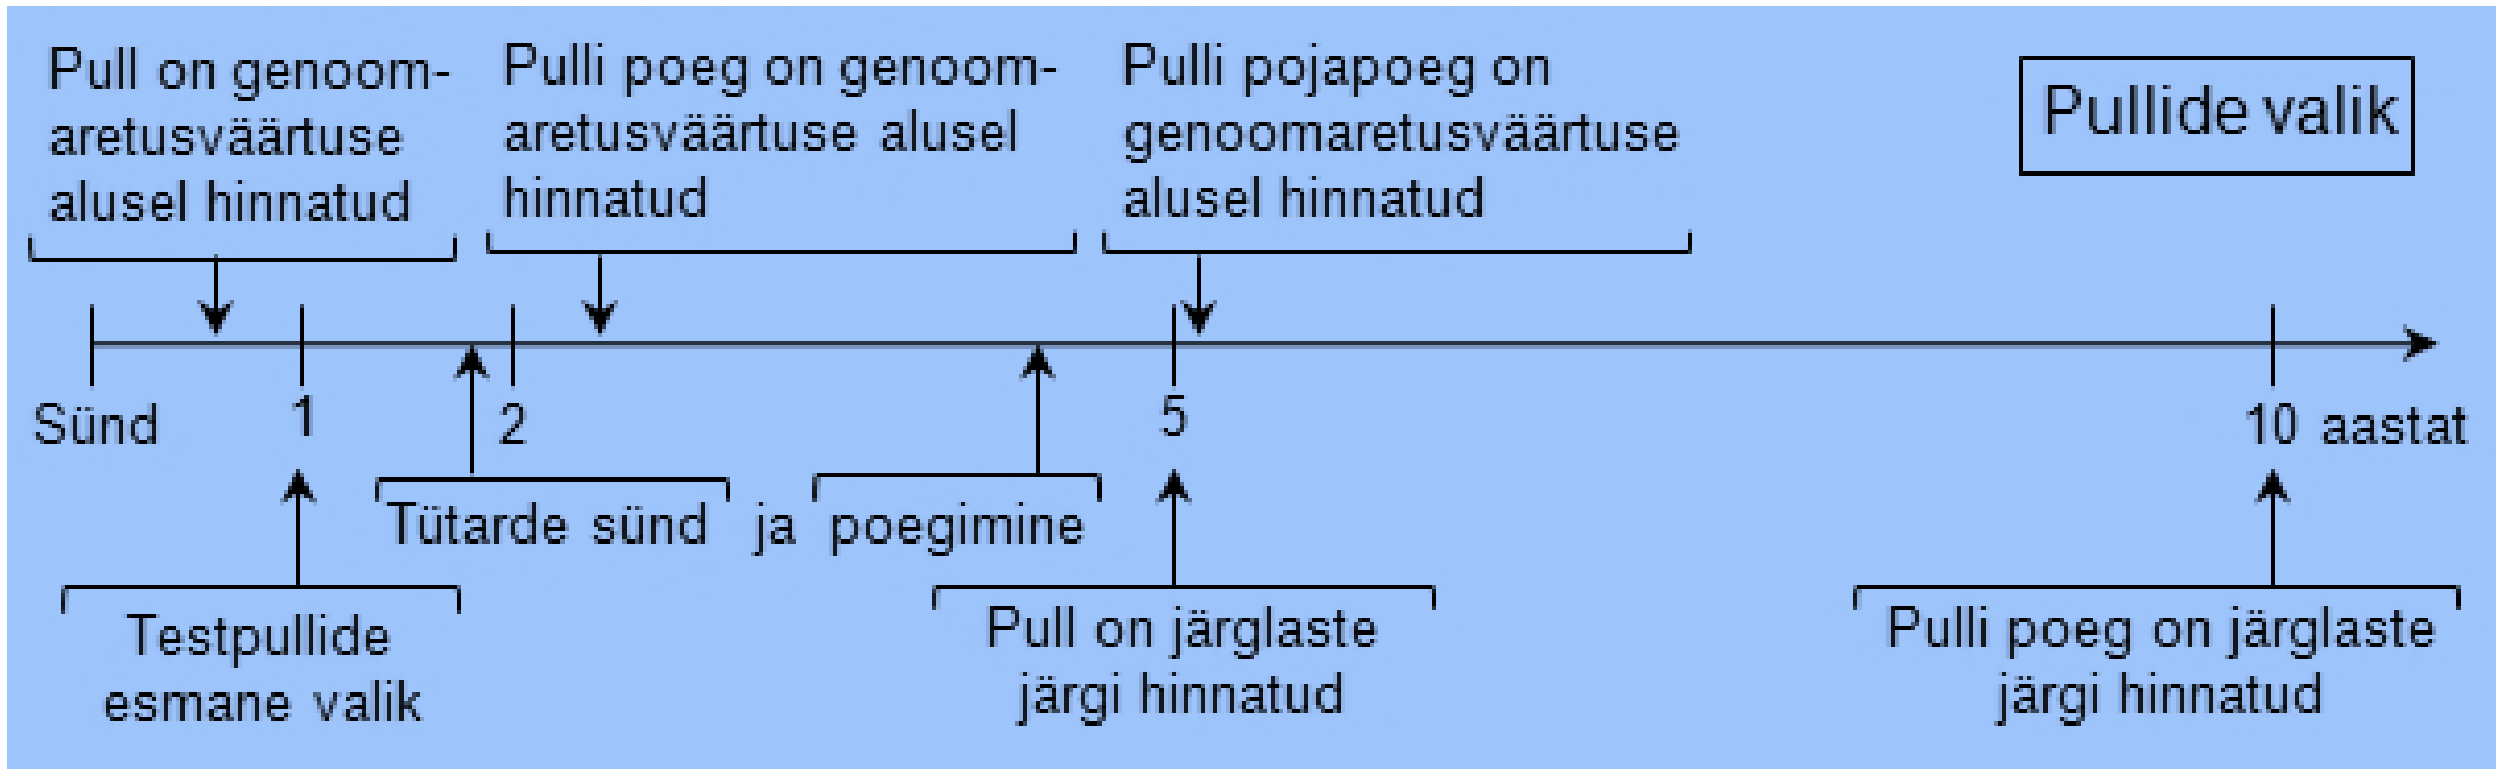 Pull on genoom-
aretusväärtuse
alusel hinnatud
Pulli poeg on genoom-
aretusväärtuse alusel
hinnatud
Pulli pojapoeg on
genoomaretusväärtuse
alusel hinnatud
Pullide valik
Sünd 1 2 5 10 aastat
Tütarde sünd ja poegimine
Testpullide
esmane valik
Pull on järglaste
järgi hinnatud
Pulli poeg on järglaste
järgi hinnatud